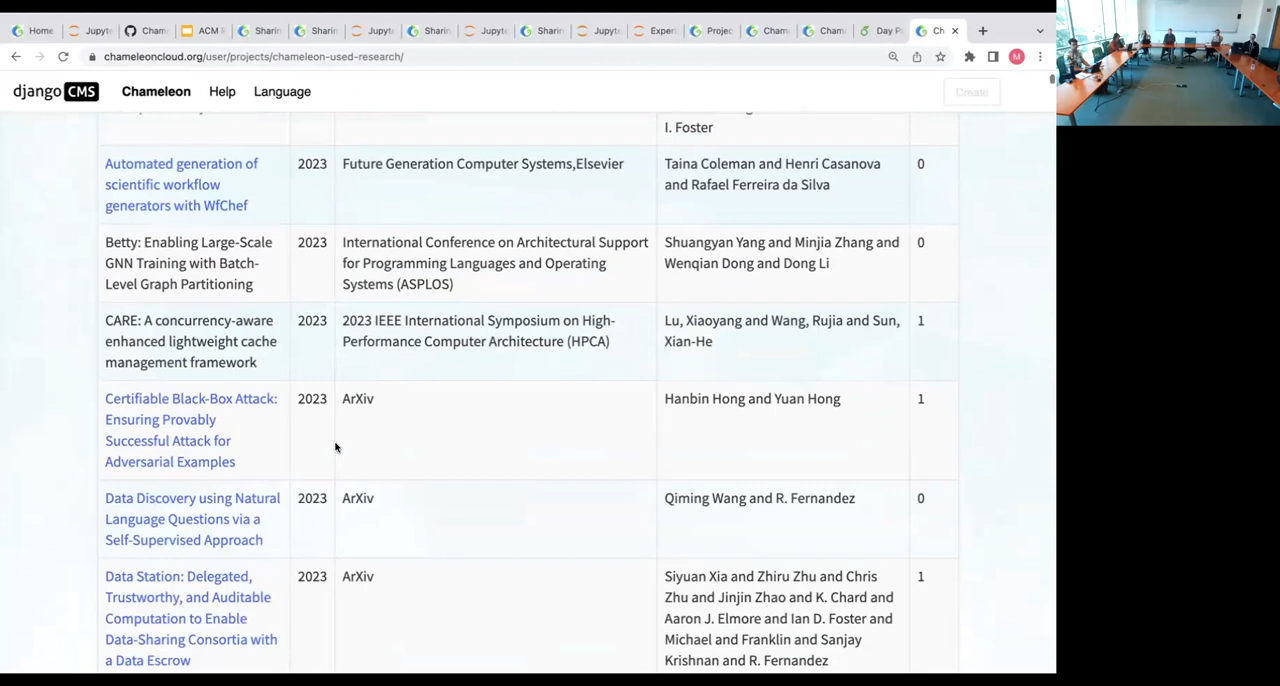 Home
Jupyt
Cham
ACM R
Sharin
Sharin
Jupyt
Sharin
Sharin
Jupyt
Experi
Projec
Cham
Cham
Day P
Ch
chameleoncloud.org/user/projects/chameleon-used-research/
M
django CMS Chameleon Help Language Create
I. Foster
Automated generation of
scientific workflow
generators with WfChef
2023
Future Generation Computer Systems,Elsevier
Taina Coleman and Henri Casanova
and Rafael Ferreira da Silva
0
Betty: Enabling Large-Scale
GNN Training with Batch-
Level Graph Partitioning
2023
International Conference on Architectural Support
for Programming Languages and Operating
Systems (ASPLOS)
Shuangyan Yang and Minjia Zhang and
Wenqian Dong and Dong Li
0
CARE: A concurrency-aware
enhanced lightweight cache
management framework
2023
2023 IEEE International Symposium on High-
Performance Computer Architecture (HPCA)
Lu, Xiaoyang and Wang, Rujia and Sun,
Xian-He
1
Certifiable Black-Box Attack:
Ensuring Provably
Successful Attack for
Adversarial Examples
2023
ArXiv
Hanbin Hong and Yuan Hong
1
Data Discovery using Natural
Language Questions via a
Self-Supervised Approach
2023
ArXiv
Qiming Wang and R. Fernandez
0
Data Station: Delegated,
Trustworthy, and Auditable
Computation to Enable
Data-Sharing Consortia with
a Data Escrow
2023
ArXiv
Siyuan Xia and Zhiru Zhu and Chris
Zhu and Jinjin Zhao and K. Chard and
Aaron J. Elmore and Ian D. Foster and
Michael and Franklin and Sanjay
Krishnan and R. Fernandez
1